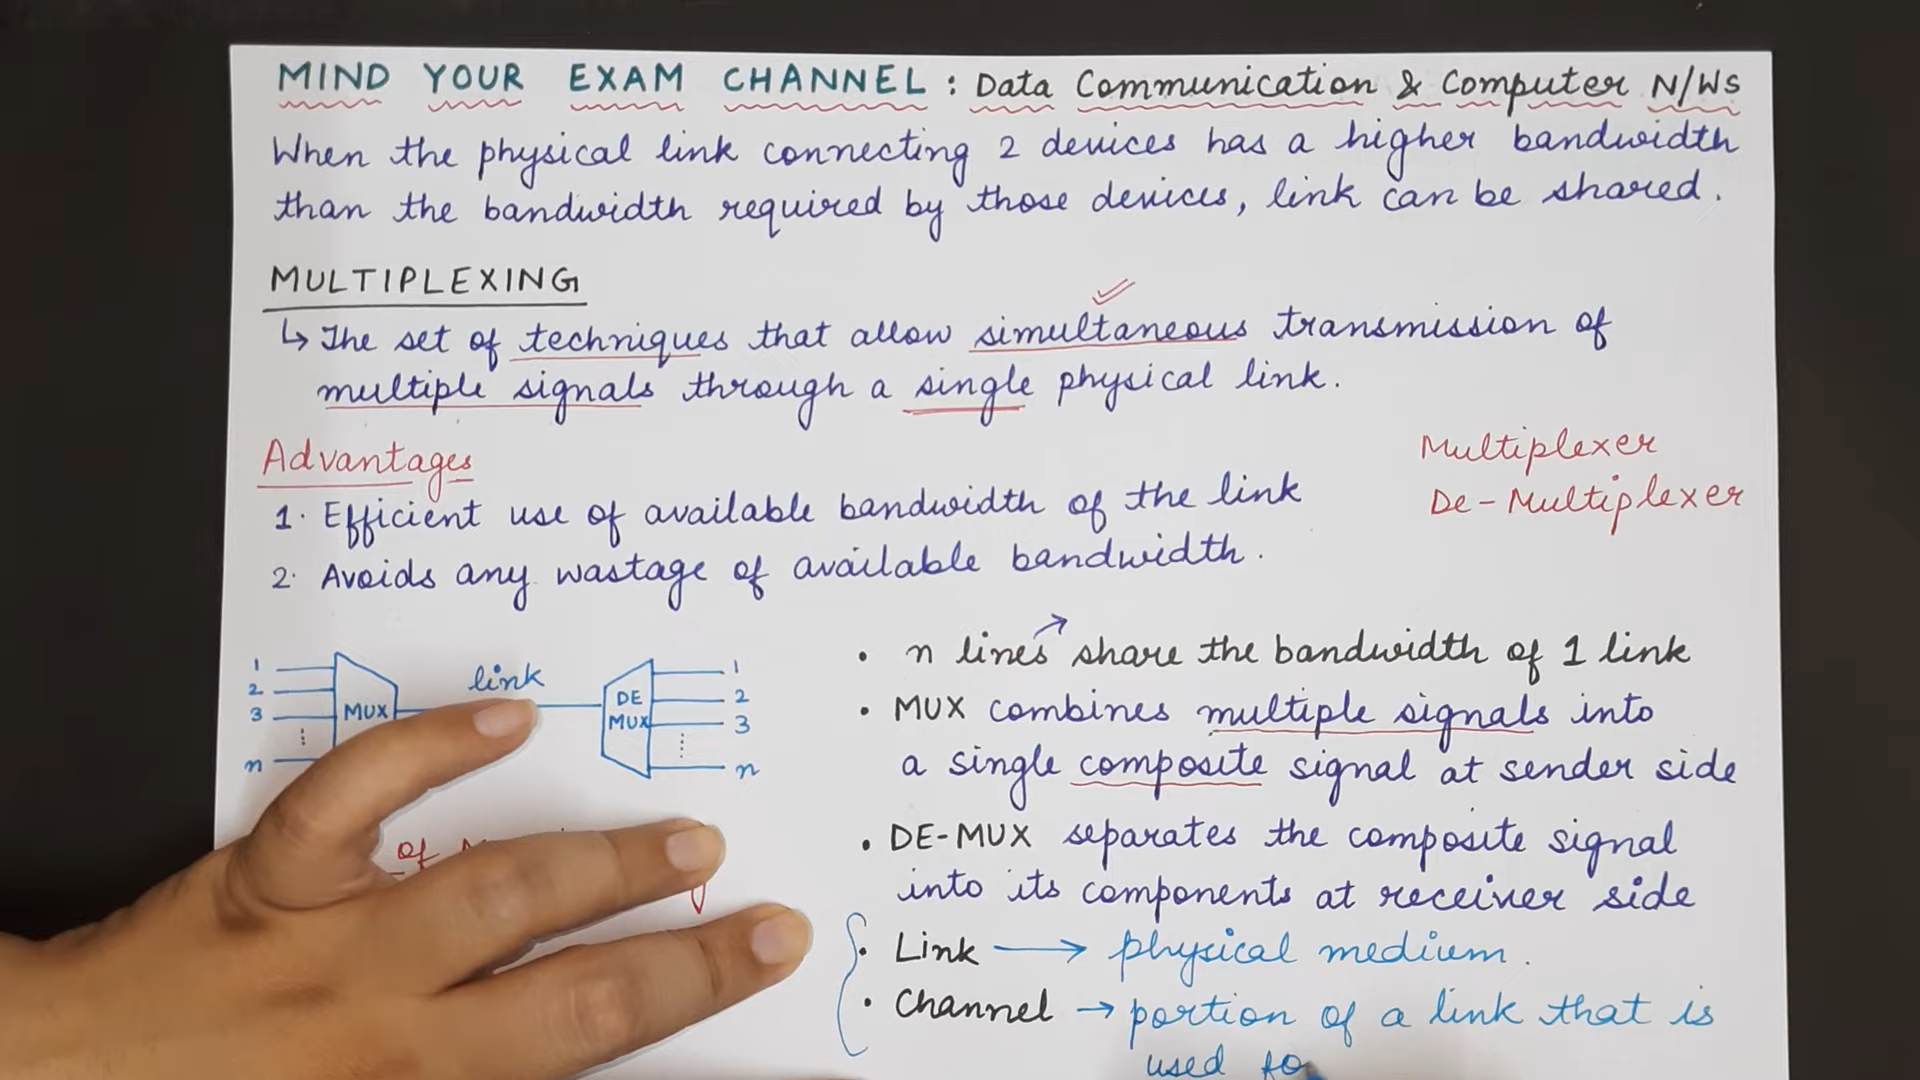 MIND YOUR EXAM CHANNEL : Data Communication & Computer N/Ws
When the physical link connecting 2 devices has a higher bandwidth
than the bandwidth required by those devices, link can be shared.
MULTIPLEXING
↳ The set of techniques that allow simultaneous transmission of
multiple signals through a single physical link.
Advantages
1. Efficient use of available bandwidth of the link
2. Avoids any wastage of available bandwidth.
Multiplexer
De-Multiplexer
1
2
3
n
MUX
link
DE
MUX
1
2
3
n
of
• n lines share the bandwidth of 1 link
• MUX combines multiple signals into
a single composite signal at sender side
• DE-MUX separates the composite signal
into its components at receiver side
• Link → physical medium.
• Channel → portion of a link that is
used fo